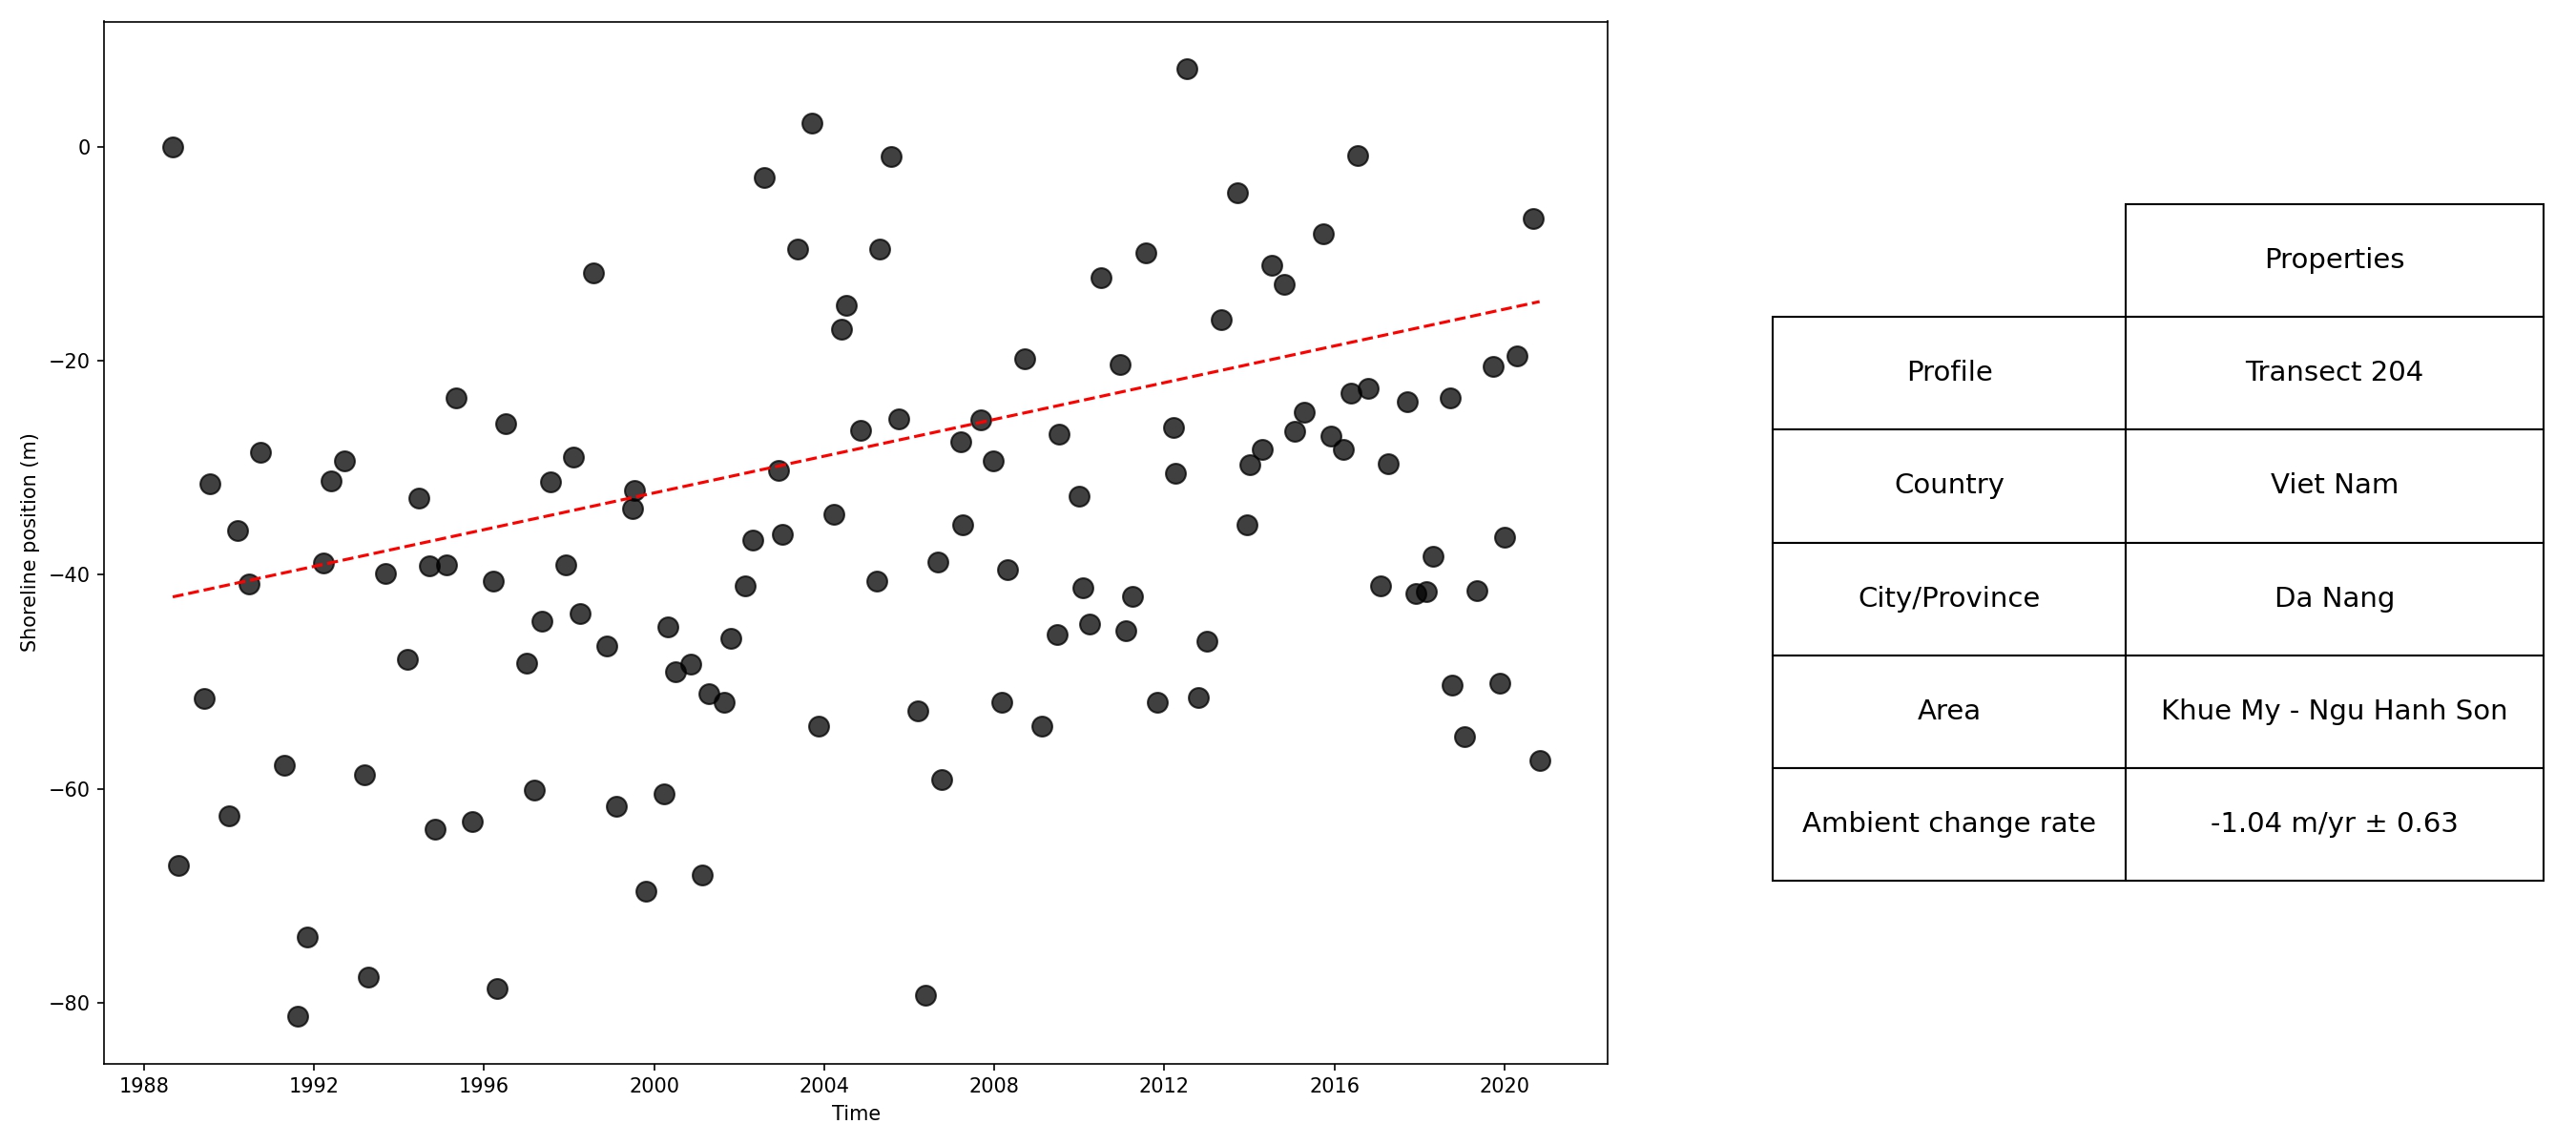 0
−20
−40
−60
−80
Shoreline position (m)
1988 1992 1996 2000 2004 2008 2012 2016 2020
Time
Properties
Profile Transect 204
Country Viet Nam
City/Province Da Nang
Area Khue My - Ngu Hanh Son
Ambient change rate -1.04 m/yr ± 0.63